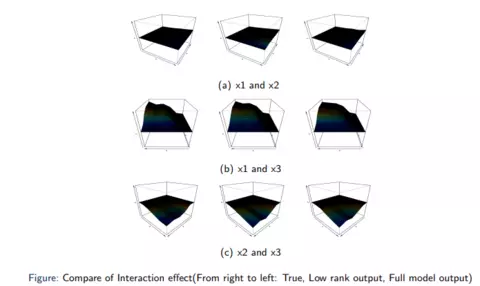 (a) x1 and x2
(b) x1 and x3
(c) x2 and x3
Figure: Compare of Interaction effect(From right to left: True, Low rank output, Full model output)